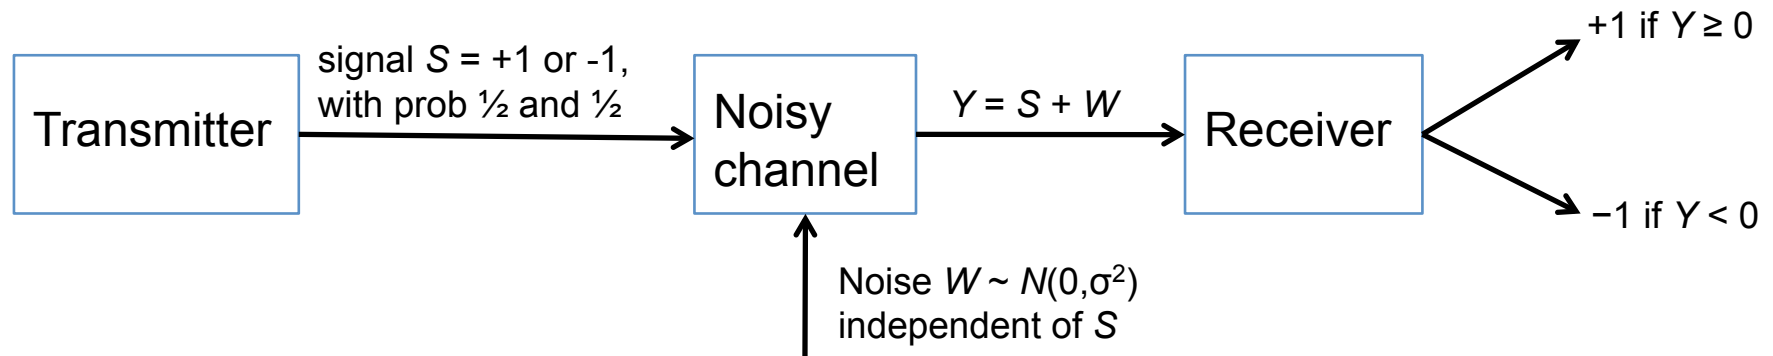 Transmitter
signal S = +1 or -1,
with prob ½ and ½
Noisy
channel
Y = S + W
Receiver
+1 if Y ≥ 0
−1 if Y < 0
Noise W ~ N(0,σ²)
independent of S